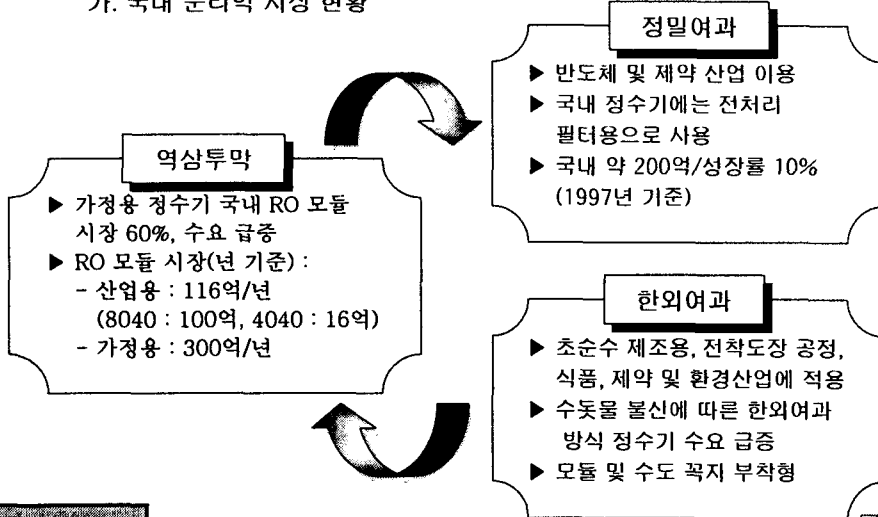 가. 국내 분리막 시장 현황
역삼투막
▶ 가정용 정수기 국내 RO 모듈
시장 60%, 수요 급증
▶ RO 모듈 시장(년 기준) :
- 산업용 : 116억/년
(8040 : 100억, 4040 : 16억)
- 가정용 : 300억/년
정밀여과
▶ 반도체 및 제약 산업 이용
▶ 국내 정수기에는 전처리
필터용으로 사용
▶ 국내 약 200억/성장률 10%
(1997년 기준)
한외여과
▶ 초순수 제조용, 전착도장 공정,
식품, 제약 및 환경산업에 적용
▶ 수돗물 불신에 따른 한외여과
방식 정수기 수요 급증
▶ 모듈 및 수도 꼭지 부착형